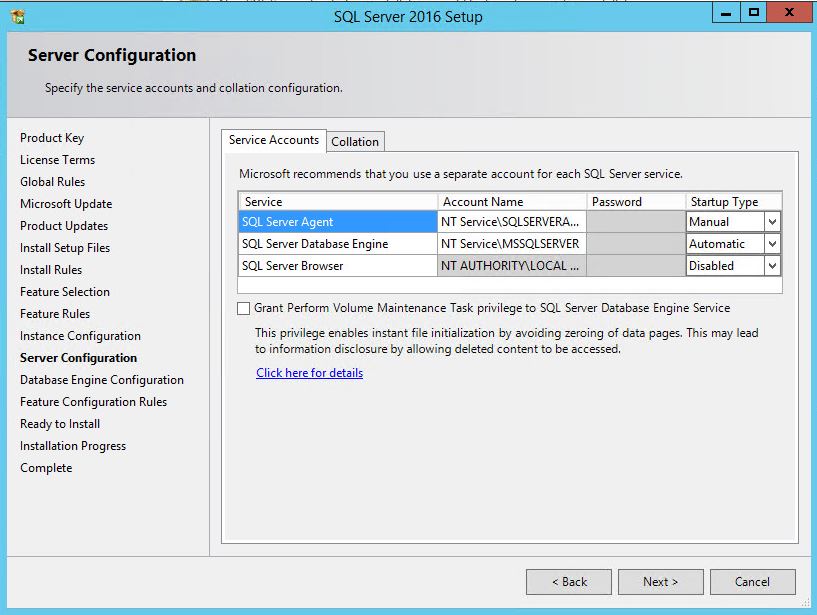 SQL Server 2016 Setup
Server Configuration
Specify the service accounts and collation configuration.
Product Key
License Terms
Global Rules
Microsoft Update
Product Updates
Install Setup Files
Install Rules
Feature Selection
Feature Rules
Instance Configuration
Server Configuration
Database Engine Configuration
Feature Configuration Rules
Ready to Install
Installation Progress
Complete
Service Accounts Collation
Microsoft recommends that you use a separate account for each SQL Server service.
Service Account Name Password Startup Type
SQL Server Agent NT Service\SQLSERVERA... Manual
SQL Server Database Engine NT Service\MSSQLSERVER Automatic
SQL Server Browser NT AUTHORITY\LOCAL ... Disabled
Grant Perform Volume Maintenance Task privilege to SQL Server Database Engine Service
This privilege enables instant file initialization by avoiding zeroing of data pages. This may lead
to information disclosure by allowing deleted content to be accessed.
Click here for details
< Back Next > Cancel